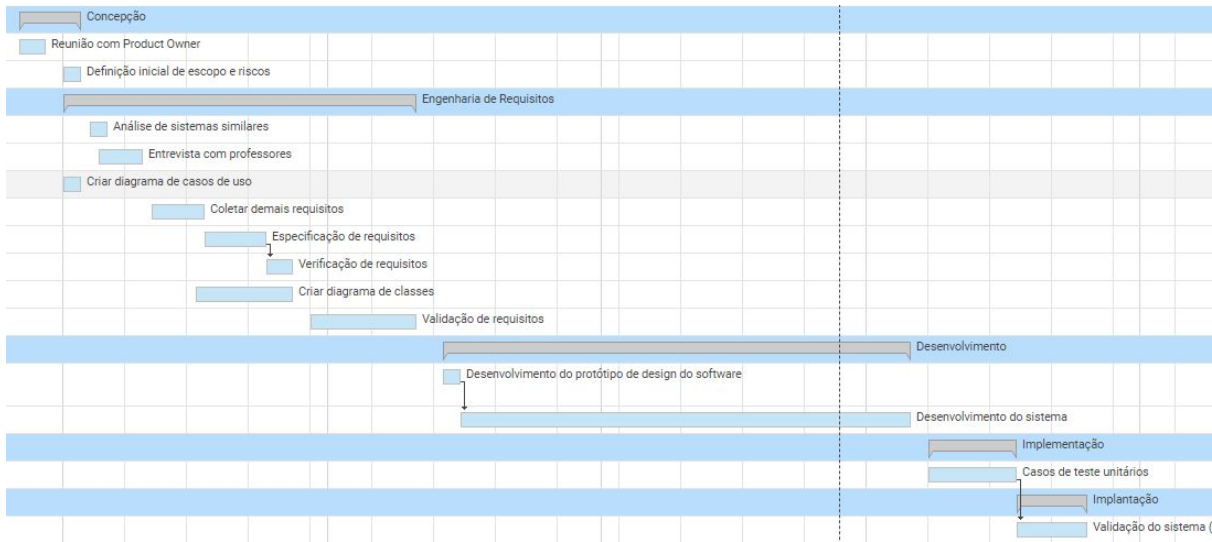 Concepção
Reunião com Product Owner
Definição inicial de escopo e riscos
Engenharia de Requisitos
Análise de sistemas similares
Entrevista com professores
Criar diagrama de casos de uso
Coletar demais requisitos
Especificação de requisitos
Verificação de requisitos
Criar diagrama de classes
Validação de requisitos
Desenvolvimento
Desenvolvimento do protótipo de design do software
Desenvolvimento do sistema
Implementação
Casos de teste unitários
Implantação
Validação do sistema (